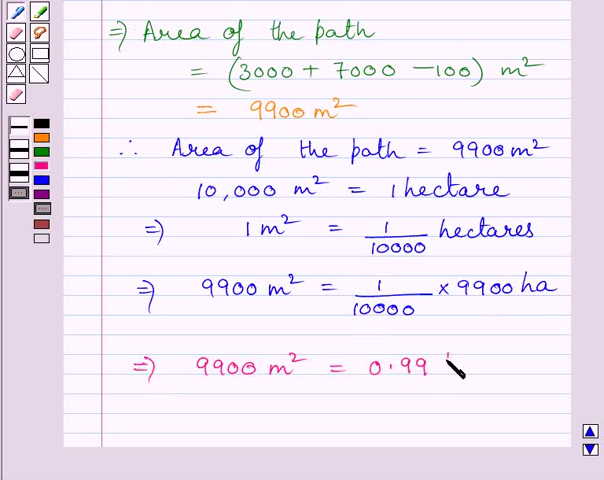 ⇒ Area of the path
= (3000 + 7000 − 100) m²
= 9900 m²
∴ Area of the path = 9900 m²
10,000 m² = 1 hectare
⇒ 1 m² = 1/10000 hectares
⇒ 9900 m² = 1/10000 × 9900 ha
⇒ 9900 m² = 0.99